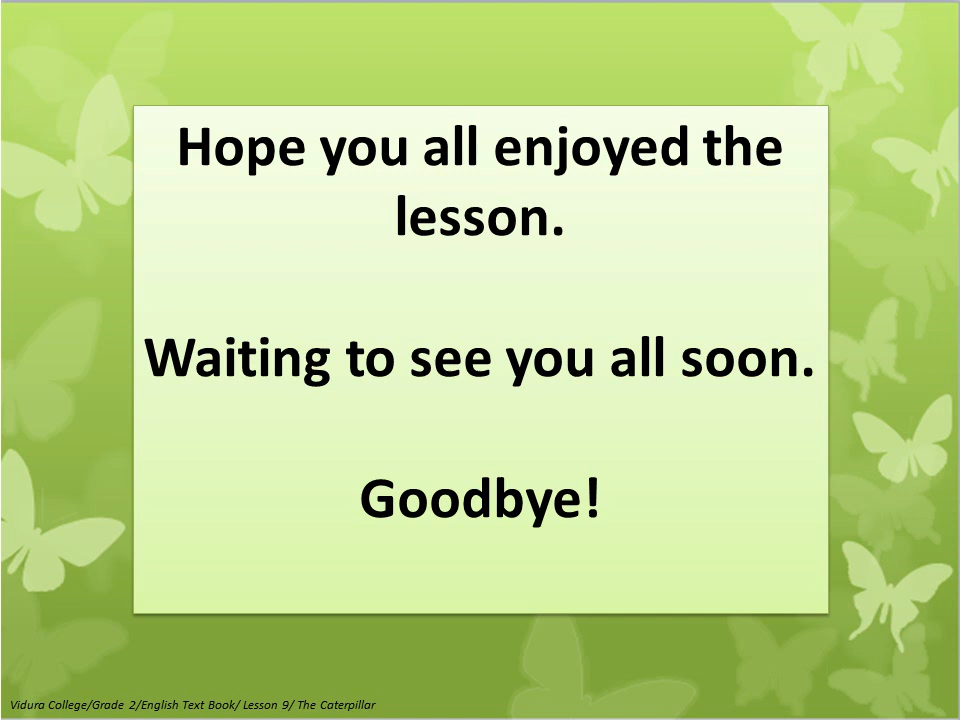 Hope you all enjoyed the
lesson.
Waiting to see you all soon.
Goodbye!
Vidura College/Grade 2/English Text Book/ Lesson 9/ The Caterpillar